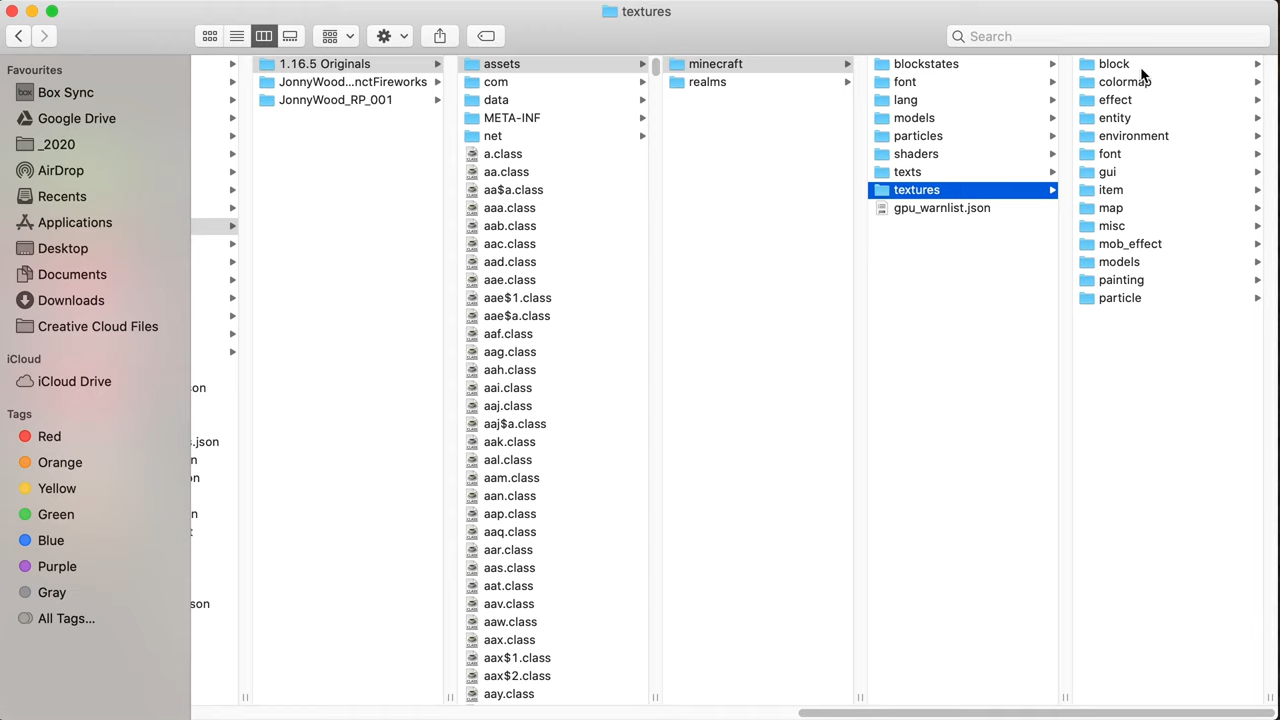 textures
Search
Favourites
Box Sync
Google Drive
_2020
AirDrop
Recents
Applications
Desktop
Documents
Downloads
Creative Cloud Files
iCloud
iCloud Drive
Tags
Red
Orange
Yellow
Green
Blue
Purple
Gray
All Tags...
on
s.json
n
on
n
t
son
1.16.5 Originals
JonnyWood...nctFireworks
JonnyWood_RP_001
assets
com
data
META-INF
net
a.class
aa.class
aa$a.class
aaa.class
aab.class
aac.class
aad.class
aae.class
aae$1.class
aae$a.class
aaf.class
aag.class
aah.class
aai.class
aaj.class
aaj$a.class
aak.class
aal.class
aam.class
aan.class
aap.class
aaq.class
aar.class
aas.class
aat.class
aav.class
aaw.class
aax.class
aax$1.class
aax$2.class
aay.class
minecraft
realms
blockstates
font
lang
models
particles
shaders
texts
textures
gpu_warnlist.json
block
colormap
effect
entity
environment
font
gui
item
map
misc
mob_effect
models
painting
particle